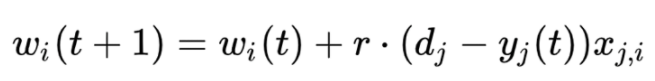 wᵢ(t + 1) = wᵢ(t) + r · (dⱼ − yⱼ(t))xⱼ,ᵢ